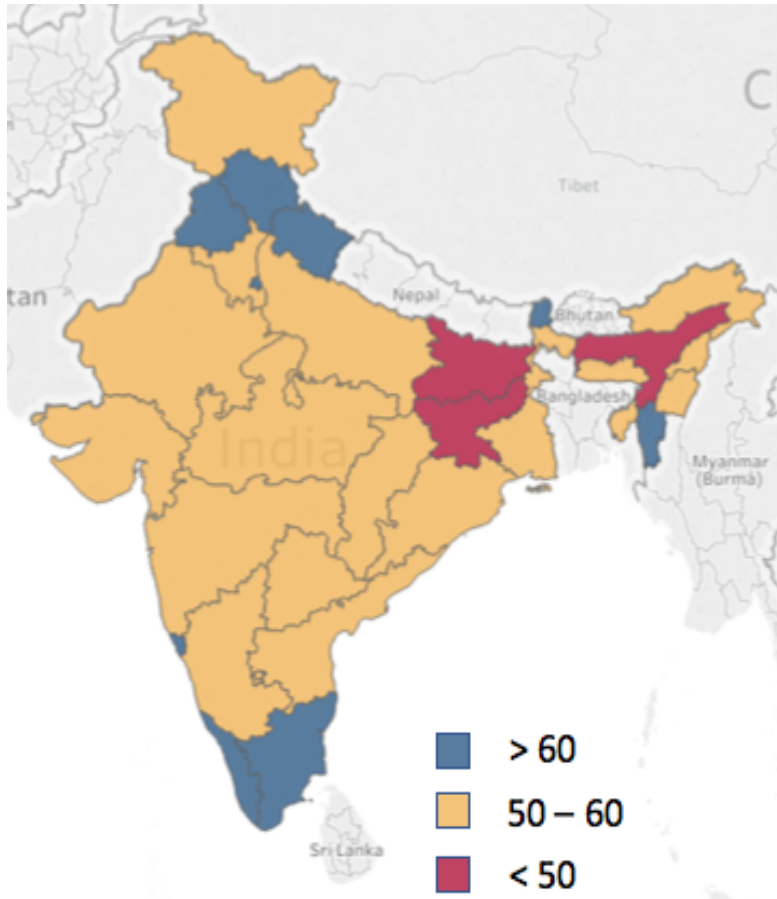 C
Tibet
tan
Nepal
Bhutan
Bangladesh
India
Myanmar
(Burma)
> 60
50 – 60
Sri Lanka
< 50